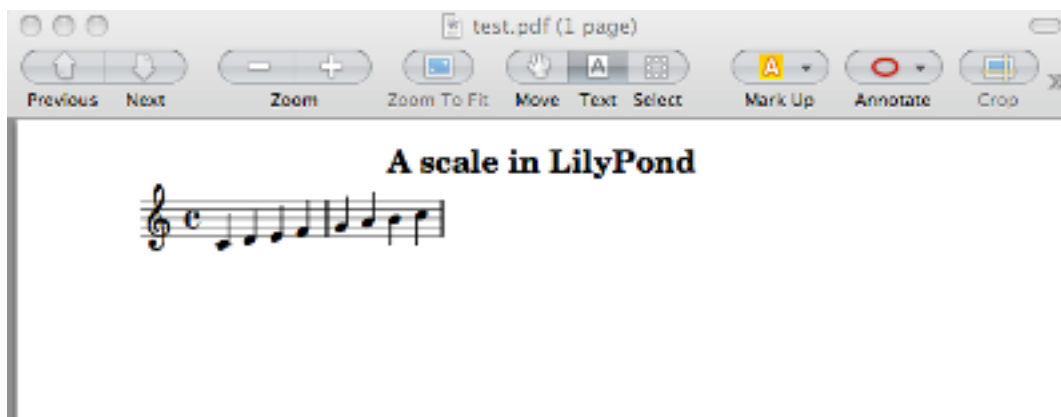 test.pdf (1 page)
A
A
Previous Next Zoom Zoom To Fit Move Text Select Mark Up Annotate Crop
A scale in LilyPond